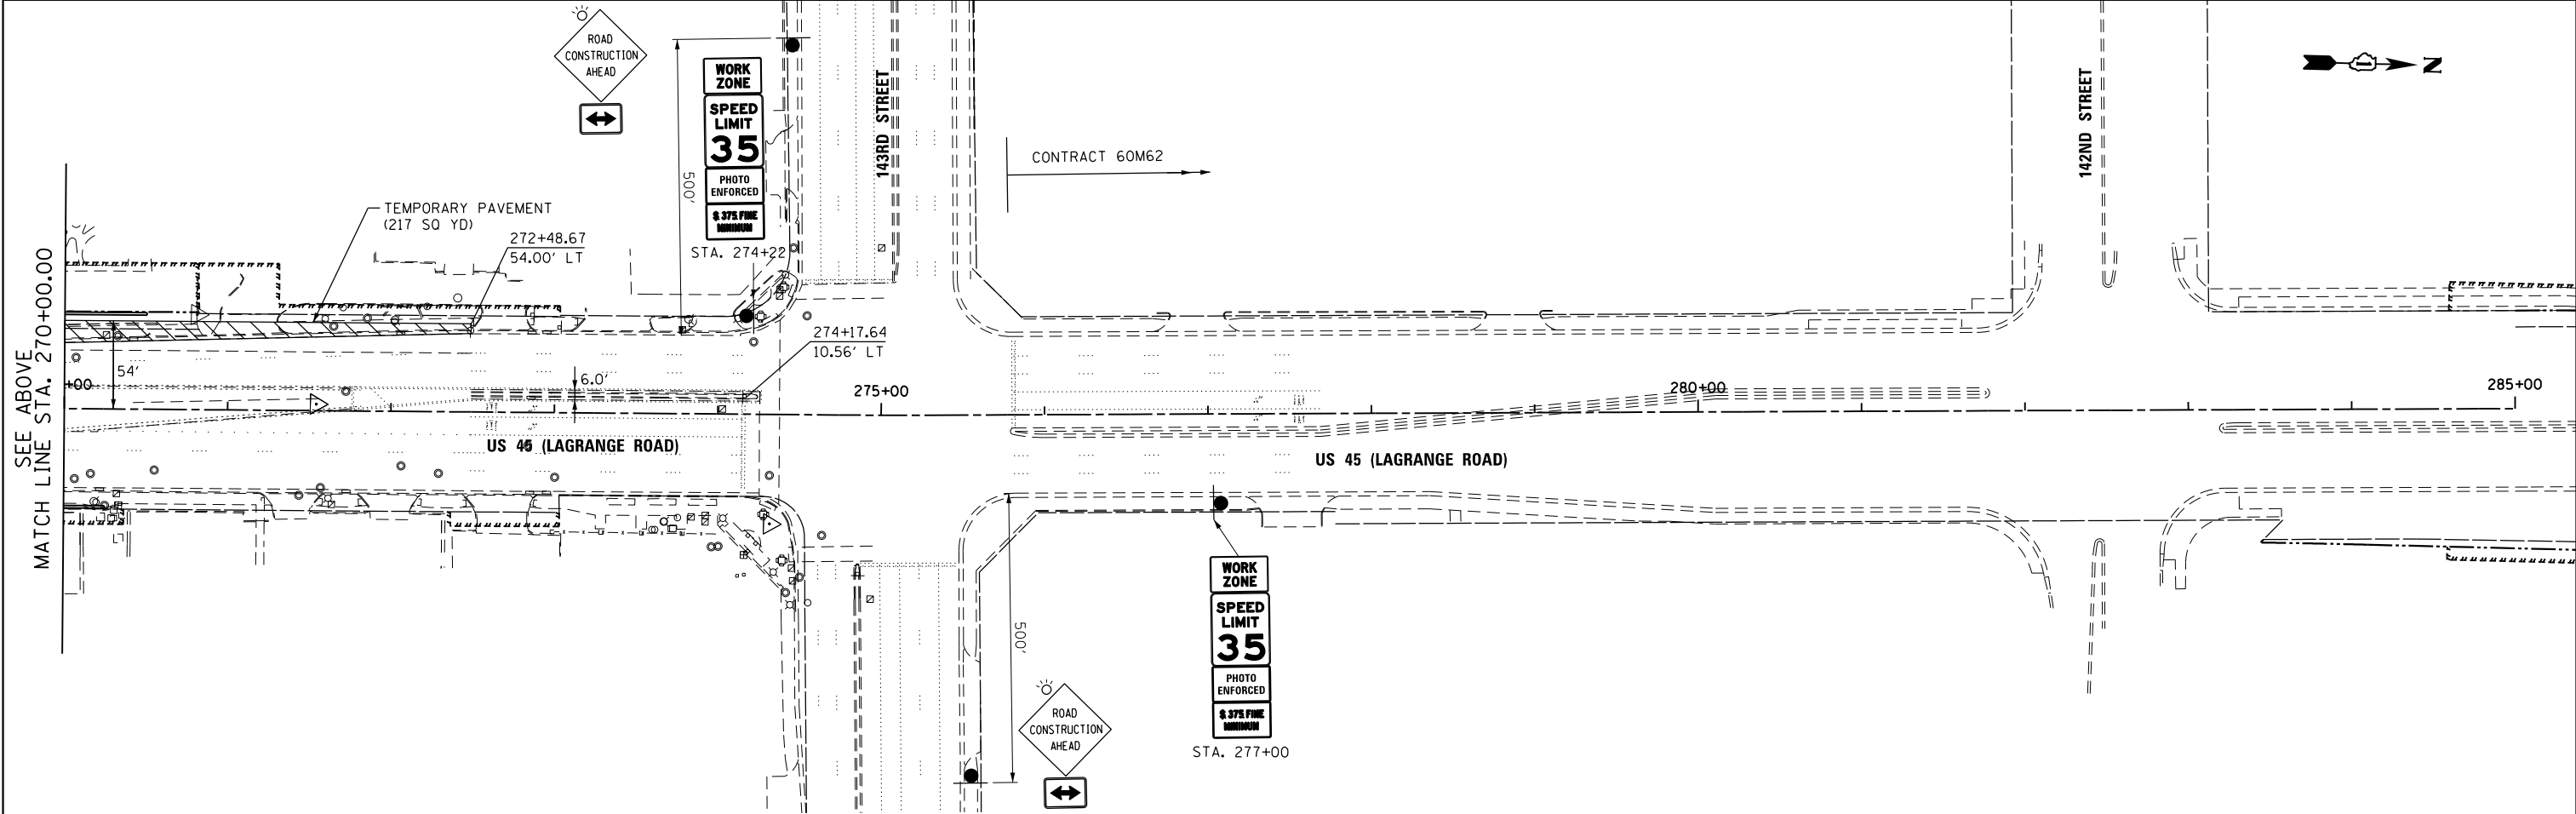 ROAD
CONSTRUCTION
AHEAD
WORK
ZONE
SPEED
LIMIT
35
PHOTO
ENFORCED
$ 375 FINE
MINIMUM
STA. 274+22
500'
143RD STREET
CONTRACT 60M62
142ND STREET
N
TEMPORARY PAVEMENT
(217 SQ YD)
272+48.67
54.00' LT
274+17.64
10.56' LT
SEE ABOVE
MATCH LINE STA. 270+00.00
+00
54'
6.0'
275+00
280+00
285+00
US 45 (LAGRANGE ROAD)
US 45 (LAGRANGE ROAD)
500'
WORK
ZONE
SPEED
LIMIT
35
PHOTO
ENFORCED
$ 375 FINE
MINIMUM
STA. 277+00
ROAD
CONSTRUCTION
AHEAD